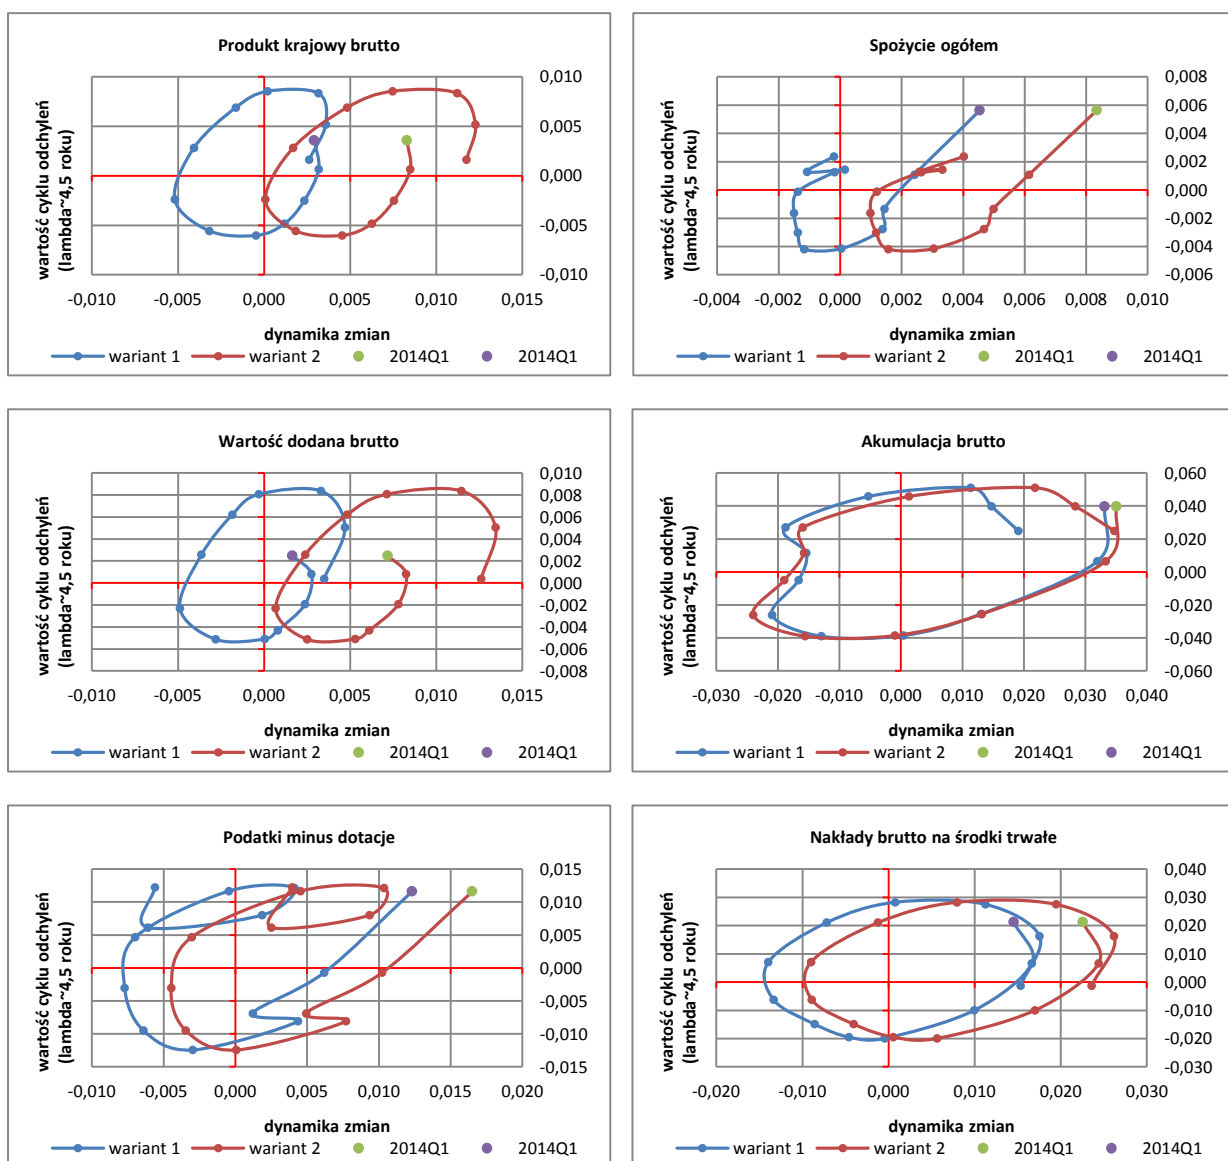 Produkt krajowy brutto
wartość cyklu odchyleń
(lambda~4,5 roku)
0,010
0,005
0,000
-0,005
-0,010
-0,010 -0,005 0,000 0,005 0,010 0,015
dynamika zmian
wariant 1 wariant 2 2014Q1 2014Q1
Spożycie ogółem
wartość cyklu odchyleń
(lambda~4,5 roku)
0,008
0,006
0,004
0,002
0,000
-0,002
-0,004
-0,006
-0,004 -0,002 0,000 0,002 0,004 0,006 0,008 0,010
dynamika zmian
wariant 1 wariant 2 2014Q1 2014Q1
Wartość dodana brutto
wartość cyklu odchyleń
(lambda~4,5 roku)
0,010
0,008
0,006
0,004
0,002
0,000
-0,002
-0,004
-0,006
-0,008
-0,010 -0,005 0,000 0,005 0,010 0,015
dynamika zmian
wariant 1 wariant 2 2014Q1 2014Q1
Akumulacja brutto
wartość cyklu odchyleń
(lambda~4,5 roku)
0,060
0,040
0,020
0,000
-0,020
-0,040
-0,060
-0,030 -0,020 -0,010 0,000 0,010 0,020 0,030 0,040
dynamika zmian
wariant 1 wariant 2 2014Q1 2014Q1
Podatki minus dotacje
wartość cyklu odchyleń
(lambda~4,5 roku)
0,015
0,010
0,005
0,000
-0,005
-0,010
-0,015
-0,010 -0,005 0,000 0,005 0,010 0,015 0,020
dynamika zmian
wariant 1 wariant 2 2014Q1 2014Q1
Nakłady brutto na środki trwałe
wartość cyklu odchyleń
(lambda~4,5 roku)
0,040
0,030
0,020
0,010
0,000
-0,010
-0,020
-0,030
-0,020 -0,010 0,000 0,010 0,020 0,030
dynamika zmian
wariant 1 wariant 2 2014Q1 2014Q1